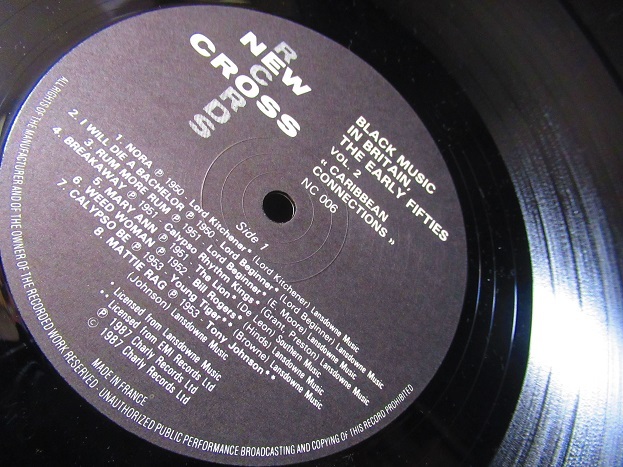 RECORDS
NEW
CROSS
BLACK MUSIC
IN BRITAIN,
THE EARLY FIFTIES
VOL. 2
« CARIBBEAN
CONNECTIONS »
NC 006
Side 1
1. NORA ℗ 1950 Lord Kitchener* (Lord Kitchener) Lansdowne Music
2. I WILL DIE A BACHELOR ℗ 1950 Lord Beginner* (Lord Beginner) Lansdowne Music
3. RUM MORE RUM ℗ Lord Beginner* (E. Moore) Lansdowne Music
4. BREAKAWAY ℗ 1951 Calypso Rhythm Kings* (Grant, Preston) Lansdowne Music
5. MARY ANN ℗ 1951 The Lion* (De Leon) Southern Music
6. WEED WOMAN ℗ 1952 Bill Rogers* (Hinds) Lansdowne Music
7. CALYPSO BE ℗ 1953 Young Tiger** (Browne) Lansdowne Music
8. MATTIE RAG ℗ 1953 Tony Johnson**
(Johnson) Lansdowne Music
* Licensed from Lansdowne Music
** Licensed from EMI Records Ltd
℗ 1987 Charly Records Ltd
© 1987 Charly Records Ltd
MADE IN FRANCE
ALL RIGHTS OF THE MANUFACTURER AND OF THE OWNER OF THE RECORDED WORK RESERVED . UNAUTHORIZED PUBLIC PERFORMANCE BROADCASTING AND COPYING OF THIS RECORD PROHIBITED